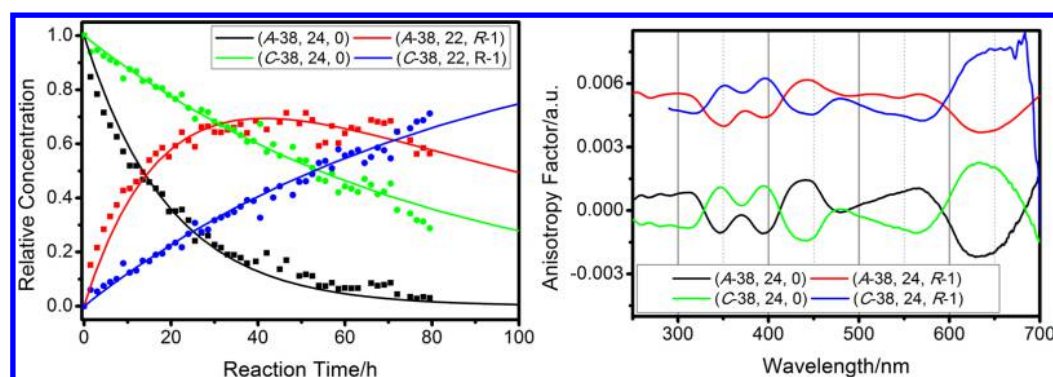 Relative Concentration
1.0
0.8
0.6
0.4
0.2
0.0
(A-38, 24, 0) (A-38, 22, R-1)
(C-38, 24, 0) (C-38, 22, R-1)
0 20 40 60 80 100
Reaction Time/h
Anisotropy Factor/a.u.
0.006
0.003
0.000
-0.003
(A-38, 24, 0) (A-38, 24, R-1)
(C-38, 24, 0) (C-38, 24, R-1)
300 400 500 600 700
Wavelength/nm